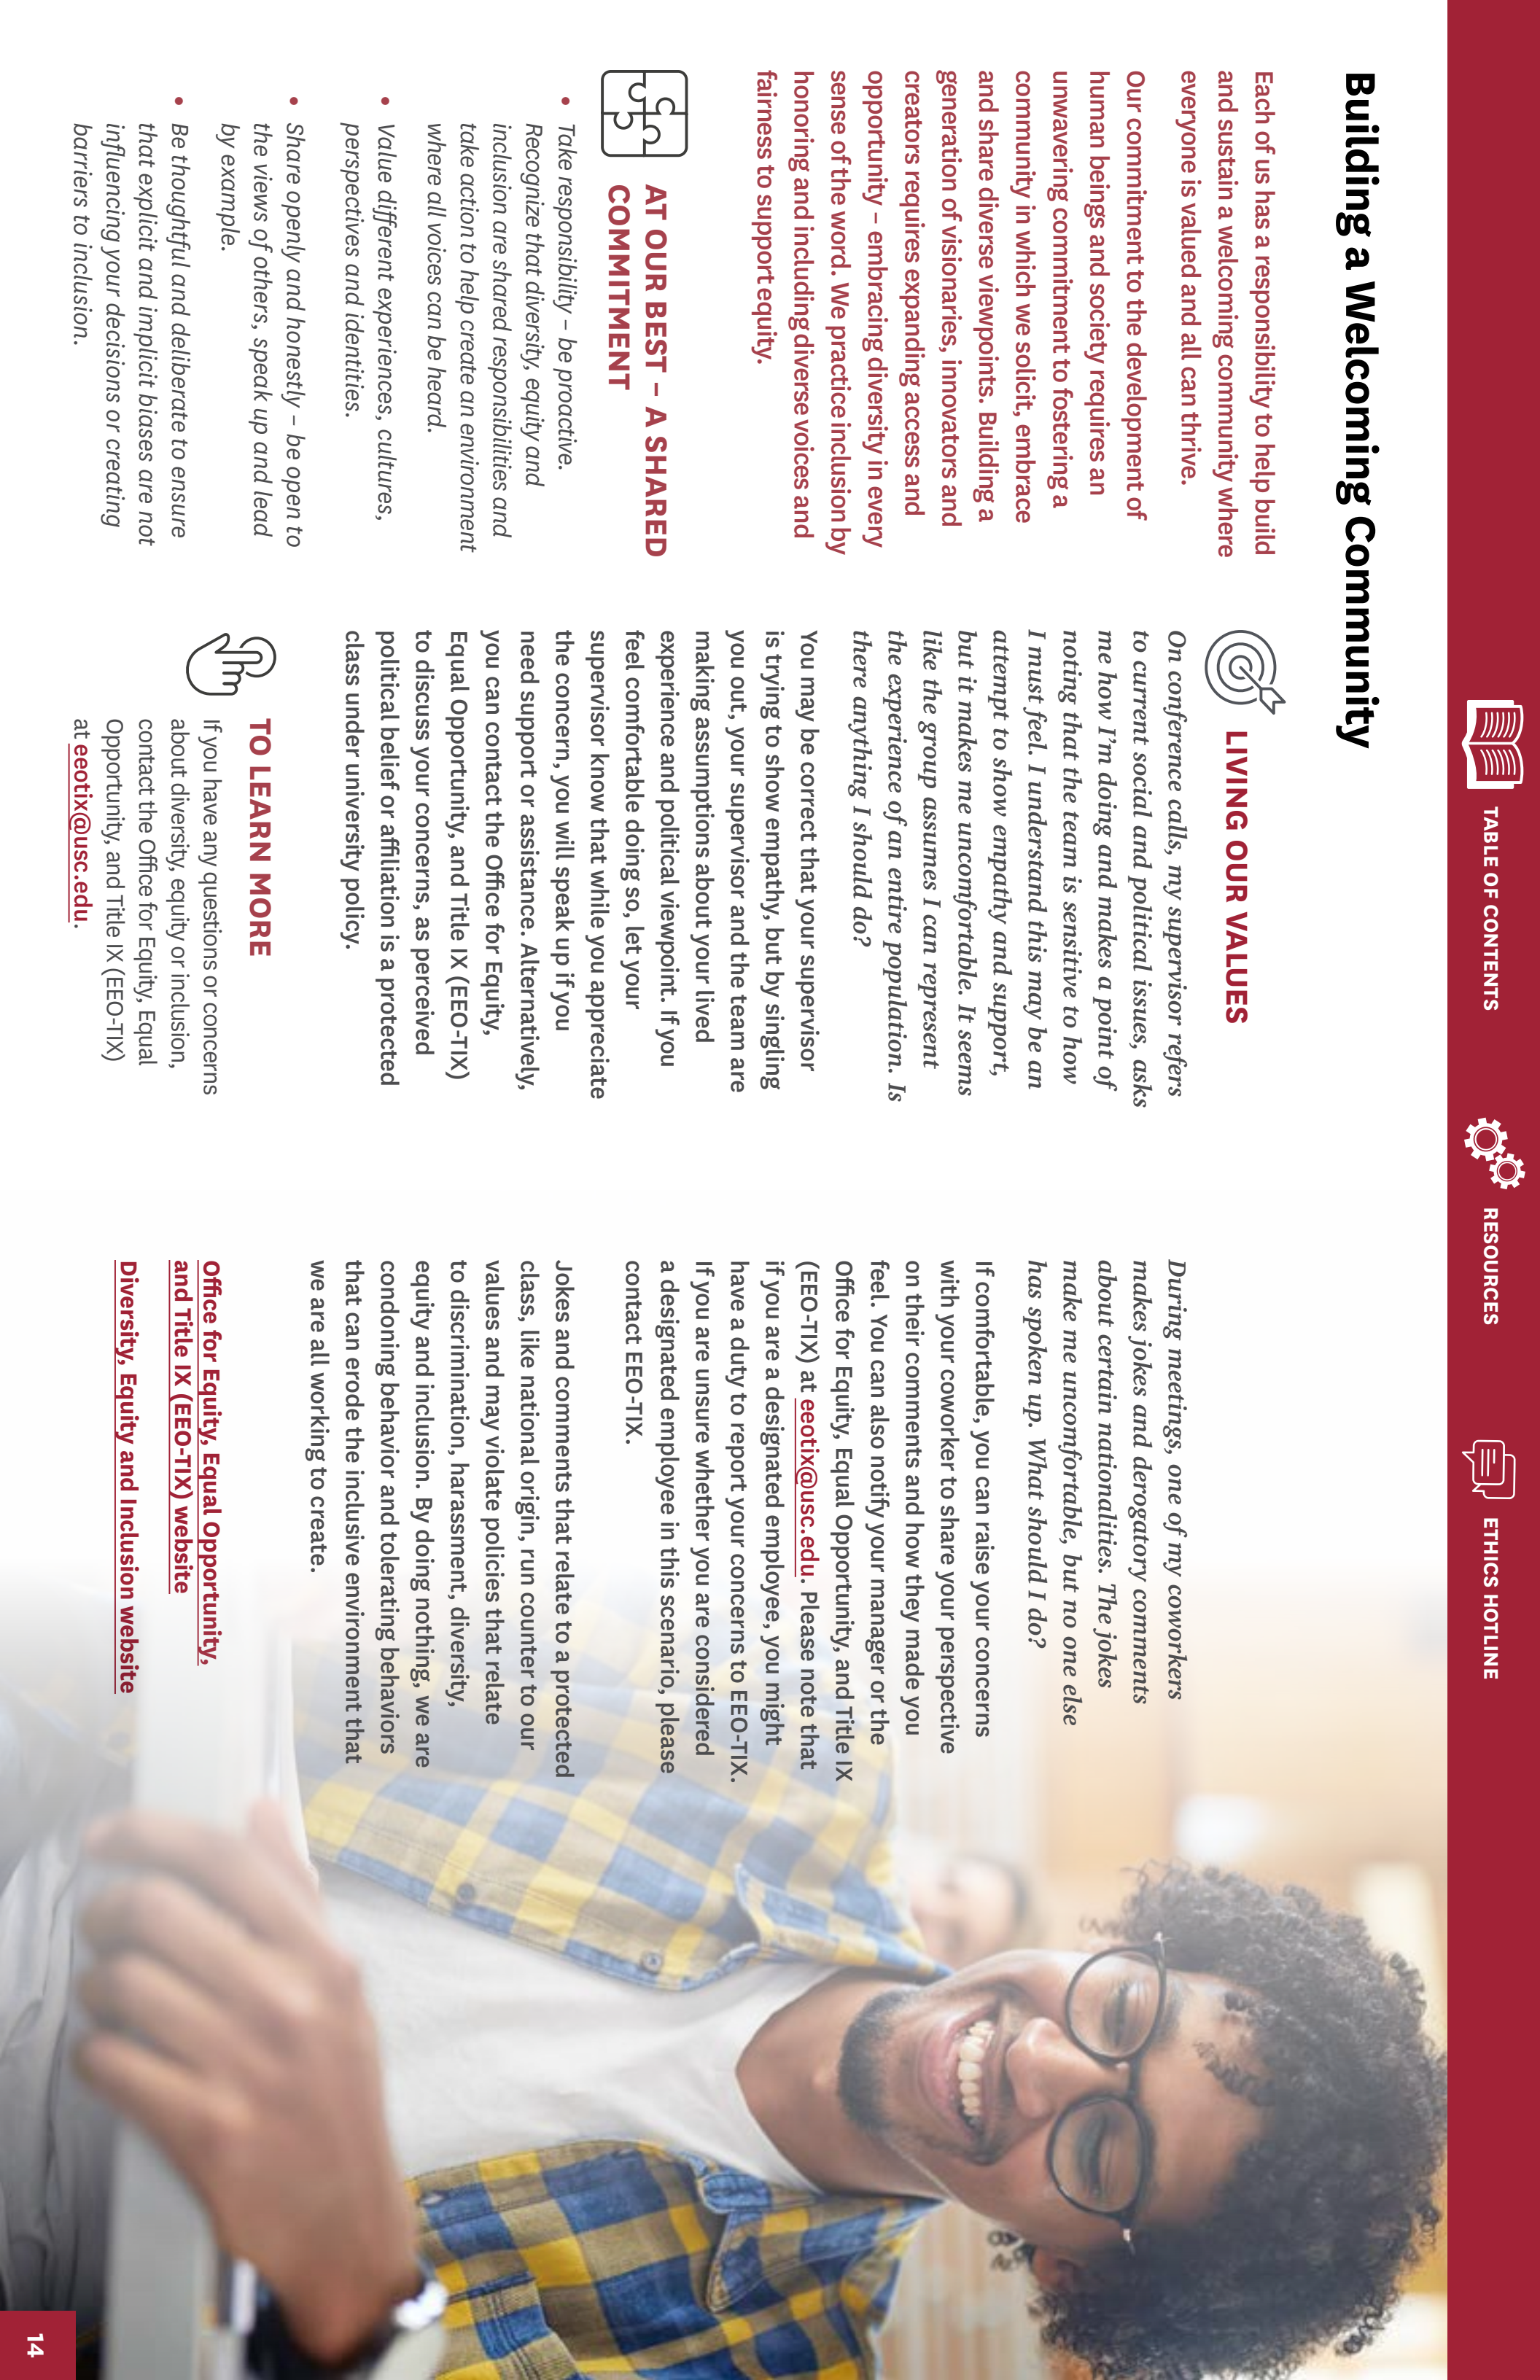 TABLE OF CONTENTS
RESOURCES
ETHICS HOTLINE
Building a Welcoming Community
Each of us has a responsibility to help build
and sustain a welcoming community where
everyone is valued and all can thrive.
Our commitment to the development of
human beings and society requires an
unwavering commitment to fostering a
community in which we solicit, embrace
and share diverse viewpoints. Building a
generation of visionaries, innovators and
creators requires expanding access and
opportunity – embracing diversity in every
sense of the word. We practice inclusion by
honoring and including diverse voices and
fairness to support equity.
AT OUR BEST – A SHARED
COMMITMENT
• Take responsibility – be proactive.
Recognize that diversity, equity and
inclusion are shared responsibilities and
take action to help create an environment
where all voices can be heard.
• Value different experiences, cultures,
perspectives and identities.
• Share openly and honestly – be open to
the views of others, speak up and lead
by example.
• Be thoughtful and deliberate to ensure
that explicit and implicit biases are not
influencing your decisions or creating
barriers to inclusion.
LIVING OUR VALUES
On conference calls, my supervisor refers
to current social and political issues, asks
me how I’m doing and makes a point of
noting that the team is sensitive to how
I must feel. I understand this may be an
attempt to show empathy and support,
but it makes me uncomfortable. It seems
like the group assumes I can represent
the experience of an entire population. Is
there anything I should do?
You may be correct that your supervisor
is trying to show empathy, but by singling
you out, your supervisor and the team are
making assumptions about your lived
experience and political viewpoint. If you
feel comfortable doing so, let your
supervisor know that while you appreciate
the concern, you will speak up if you
need support or assistance. Alternatively,
you can contact the Office for Equity,
Equal Opportunity, and Title IX (EEO-TIX)
to discuss your concerns, as perceived
political belief or affiliation is a protected
class under university policy.
TO LEARN MORE
If you have any questions or concerns
about diversity, equity or inclusion,
contact the Office for Equity, Equal
Opportunity, and Title IX (EEO-TIX)
at eeotix@usc.edu.
During meetings, one of my coworkers
makes jokes and derogatory comments
about certain nationalities. The jokes
make me uncomfortable, but no one else
has spoken up. What should I do?
If comfortable, you can raise your concerns
with your coworker to share your perspective
on their comments and how they made you
feel. You can also notify your manager or the
Office for Equity, Equal Opportunity, and Title IX
(EEO-TIX) at eeotix@usc.edu. Please note that
if you are a designated employee, you might
have a duty to report your concerns to EEO-TIX.
If you are unsure whether you are considered
a designated employee in this scenario, please
contact EEO-TIX.
Jokes and comments that relate to a protected
class, like national origin, run counter to our
values and may violate policies that relate
to discrimination, harassment, diversity,
equity and inclusion. By doing nothing, we are
condoning behavior and tolerating behaviors
that can erode the inclusive environment that
we are all working to create.
Office for Equity, Equal Opportunity,
and Title IX (EEO-TIX) website
Diversity, Equity and Inclusion website
14